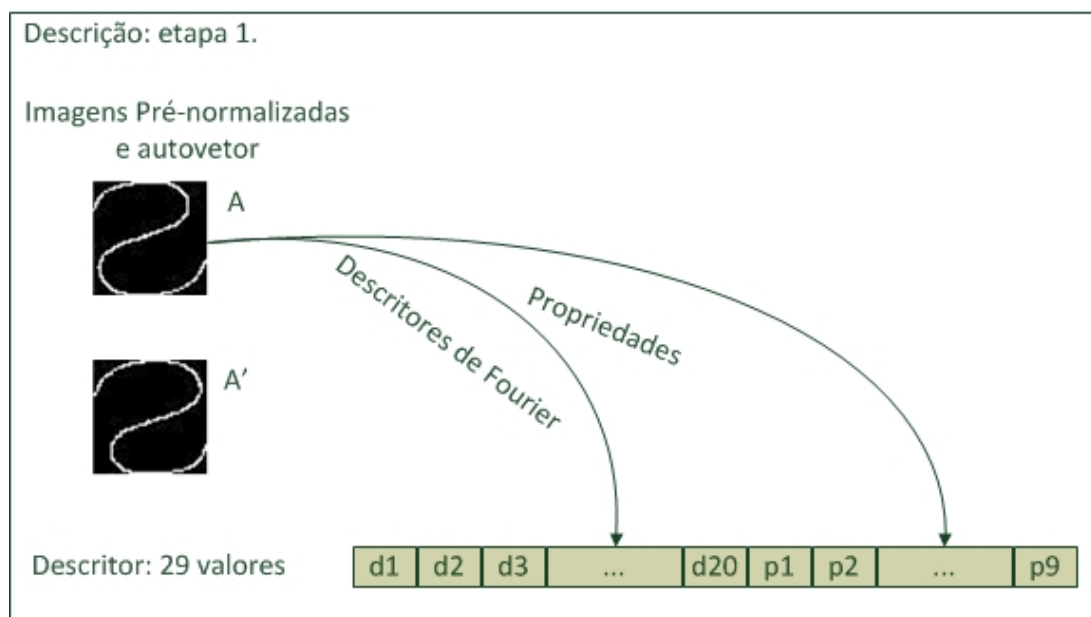 Descrição: etapa 1.
Imagens Pré-normalizadas
e autovetor
A
Descritores de Fourier
Propriedades
A’
Descritor: 29 valores
d1 d2 d3 ... d20 p1 p2 ... p9